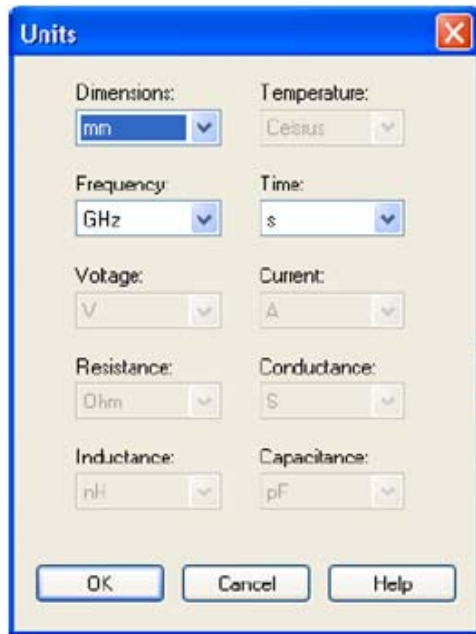 Units
Dimensions: Temperature:
mm Celsius
Frequency: Time:
GHz s
Voltage: Current:
V A
Resistance: Conductance:
Ohm S
Inductance: Capacitance:
nH pF
OK Cancel Help